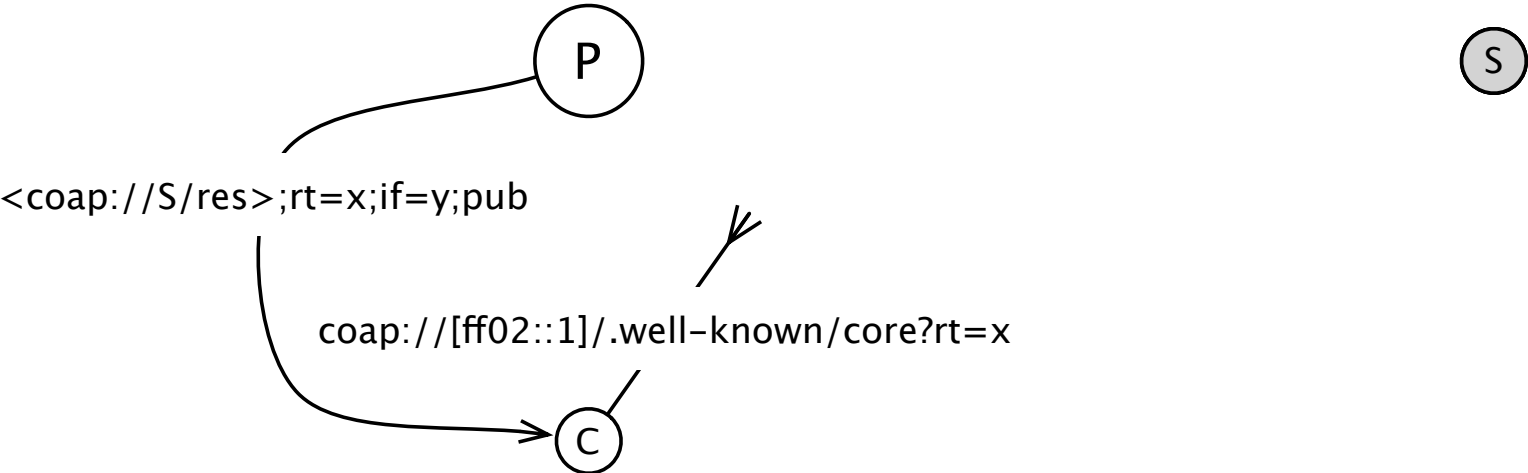 P
S
<coap://S/res>;rt=x;if=y;pub
coap://[ff02::1]/.well-known/core?rt=x
C